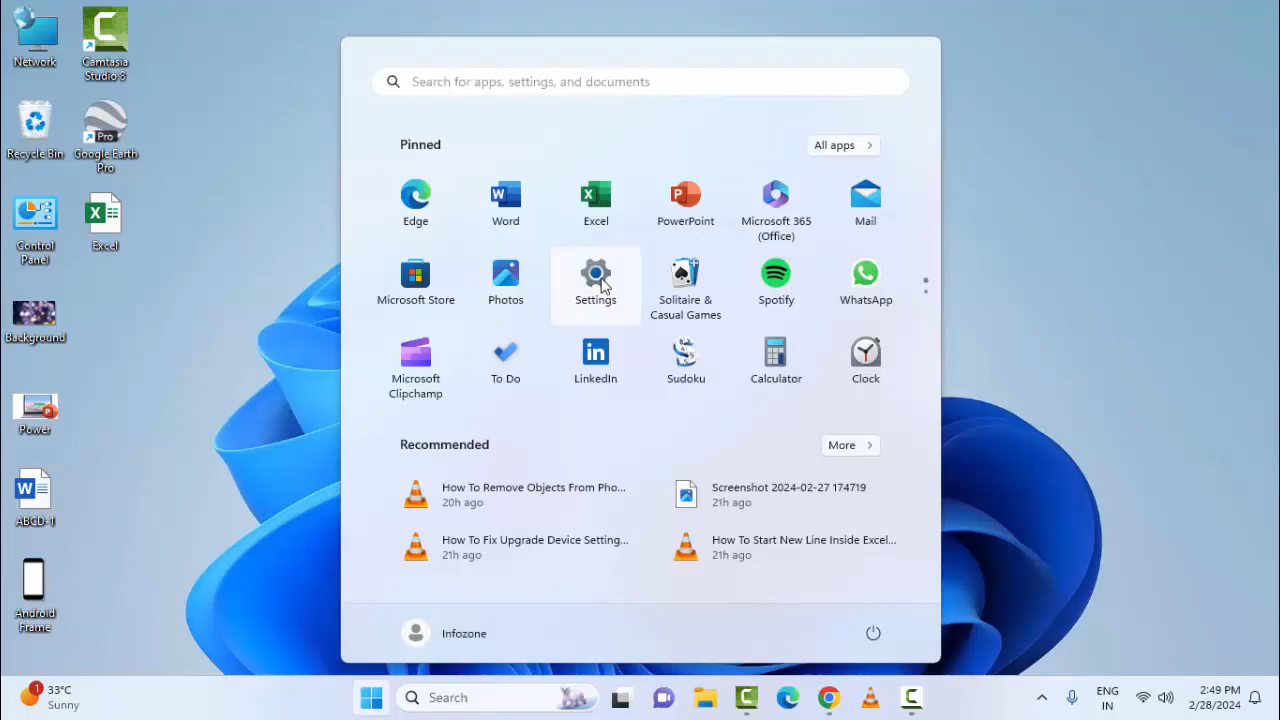 Network
Camtasia
Studio 8
Recycle Bin
Pro
Google Earth
Pro
Control
Panel
Excel
Background
Power
ABCD-1
Android
Frame
Search for apps, settings, and documents
Pinned
All apps
Edge
Word
Excel
PowerPoint
Microsoft 365
(Office)
Mail
Microsoft Store
Photos
Settings
Solitaire &
Casual Games
Spotify
WhatsApp
Microsoft
Clipchamp
To Do
LinkedIn
Sudoku
Calculator
Clock
Recommended
More
How To Remove Objects From Pho...
20h ago
Screenshot 2024-02-27 174719
21h ago
How To Fix Upgrade Device Setting...
21h ago
How To Start New Line Inside Excel...
21h ago
Infozone
1
33°C
Sunny
Search
ENG
IN
2:49 PM
2/28/2024